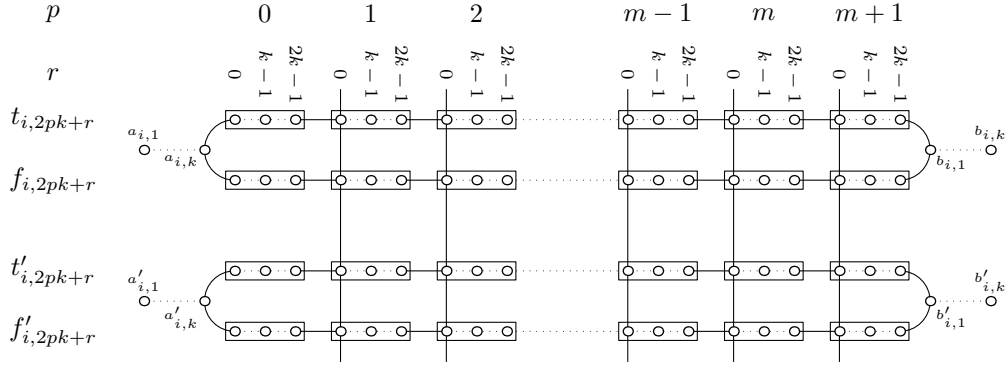 p 0 1 2 m − 1 m m + 1
r 0 k − 1 2k − 1 0 k − 1 2k − 1 0 k − 1 2k − 1 0 k − 1 2k − 1 0 k − 1 2k − 1 0 k − 1 2k − 1
t_{i,2pk+r}
a_{i,1} a_{i,k} b_{i,1} b_{i,k}
f_{i,2pk+r}
t'_{i,2pk+r}
a'_{i,1} a'_{i,k} b'_{i,1} b'_{i,k}
f'_{i,2pk+r}